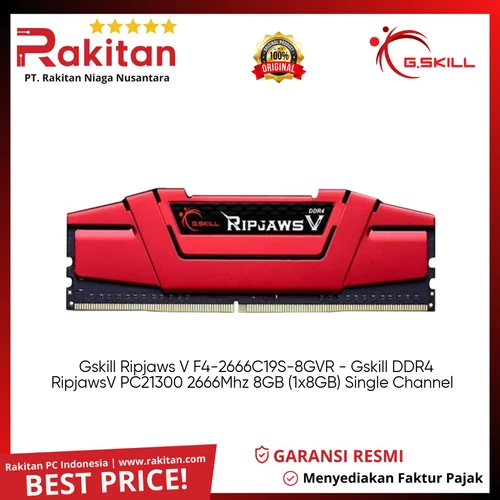 Rakitan
PT. Rakitan Niaga Nusantara
100%
ORIGINAL
G.SKILL
G.SKILL
RIPJAWS V
DDR4
Gskill Ripjaws V F4-2666C19S-8GVR - Gskill DDR4
RipjawsV PC21300 2666Mhz 8GB (1x8GB) Single Channel
Rakitan PC Indonesia | www.rakitan.com
BEST PRICE!
GARANSI RESMI
Menyediakan Faktur Pajak